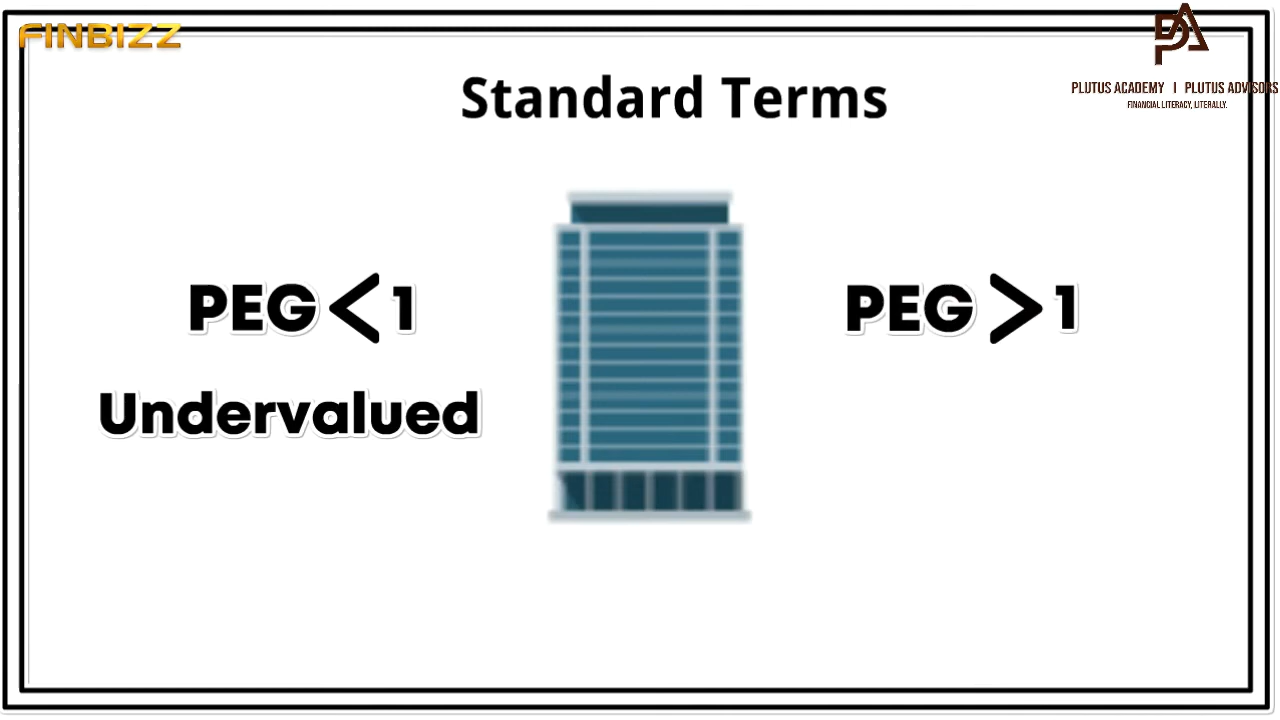 FINBIZZ
PLUTUS ACADEMY | PLUTUS ADVISORS
FINANCIAL LITERACY, LITERALLY.
Standard Terms
PEG < 1
PEG > 1
Undervalued